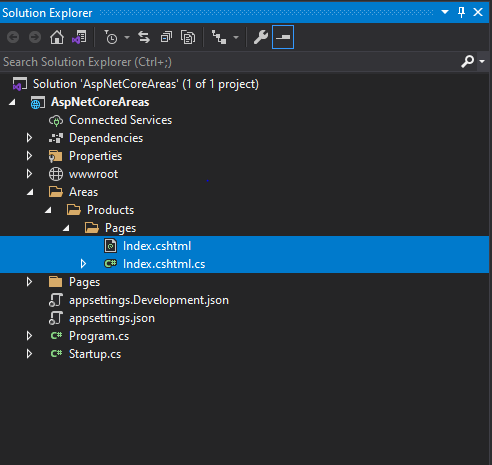 Solution Explorer
Search Solution Explorer (Ctrl+;)
Solution 'AspNetCoreAreas' (1 of 1 project)
AspNetCoreAreas
Connected Services
Dependencies
Properties
wwwroot
Areas
Products
Pages
Index.cshtml
C# Index.cshtml.cs
Pages
appsettings.Development.json
appsettings.json
C# Program.cs
C# Startup.cs